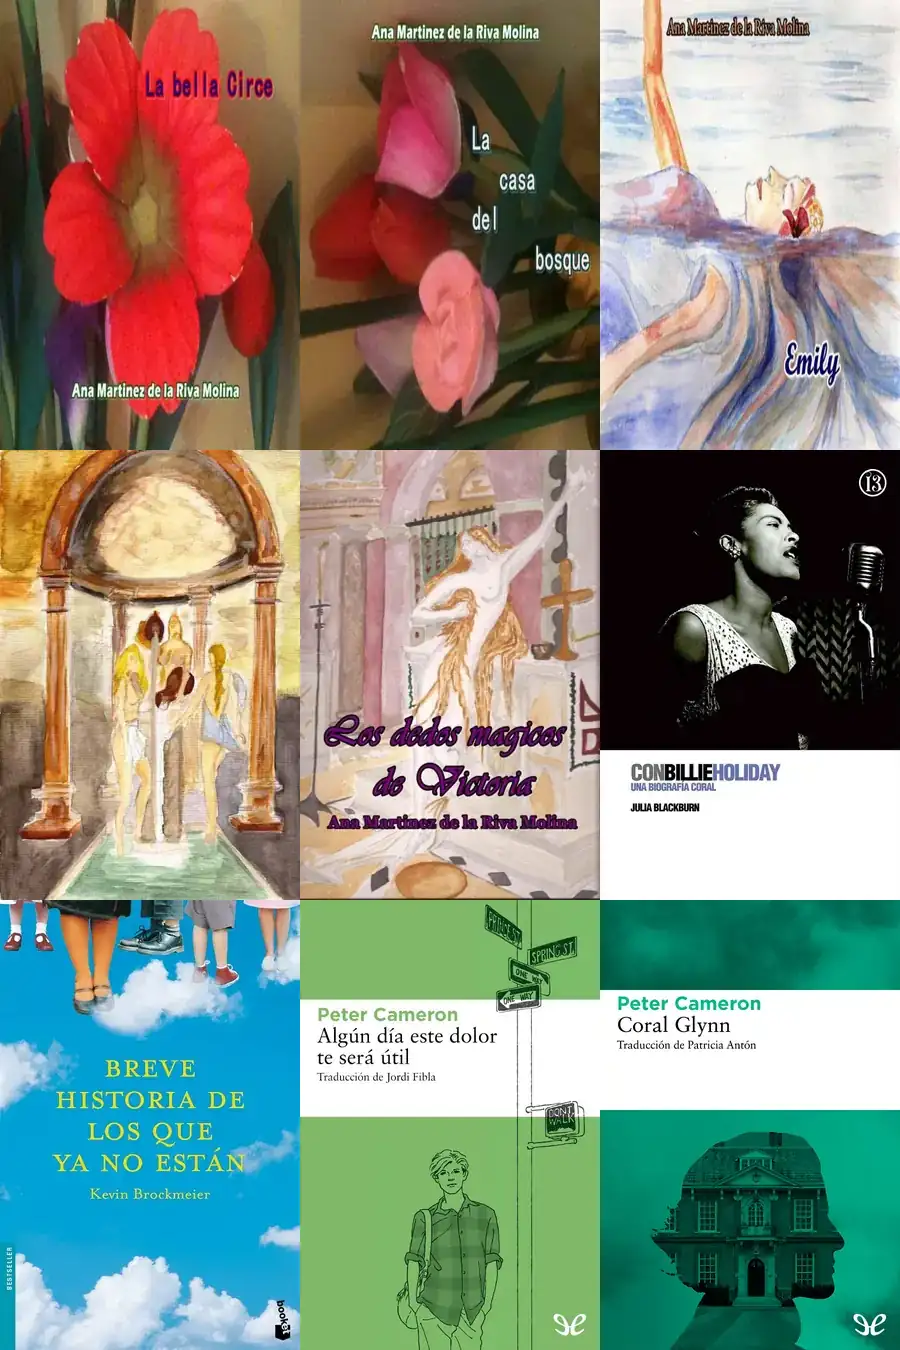 La bella Circe
Ana Martinez de la Riva Molina
Ana Martinez de la Riva Molina
La
casa
del
bosque
Ana Martinez de la Riva Molina
Emily
Los dedos magicos
de Victoria
Ana Martinez de la Riva Molina
13
CONBILLIEHOLIDAY
UNA BIOGRAFÍA CORAL
JULIA BLACKBURN
BREVE
HISTORIA DE
LOS QUE
YA NO ESTÁN
Kevin Brockmeier
BESTSELLER
booket
PRINCE ST.
SPRING ST.
ONE WAY
ONE WAY
Peter Cameron
Algún día este dolor
te será útil
Traducción de Jordi Fibla
DONT
WALK
Peter Cameron
Coral Glynn
Traducción de Patricia Antón